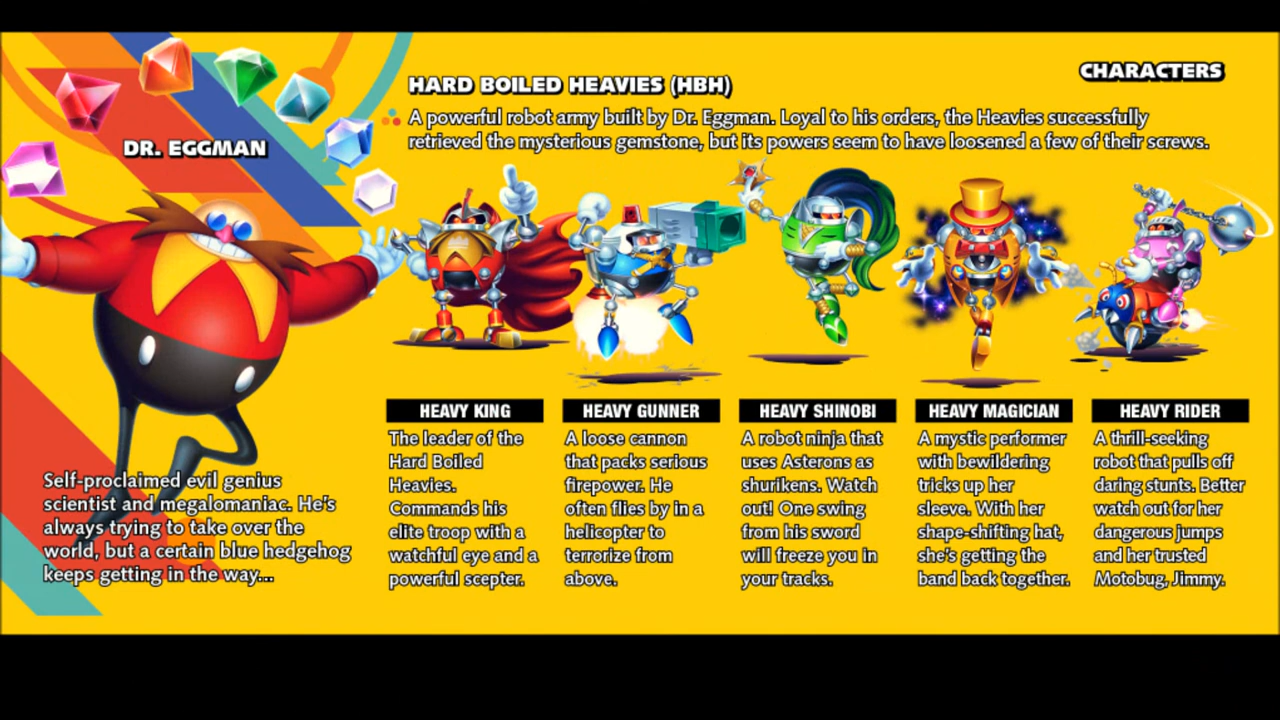 CHARACTERS
HARD BOILED HEAVIES (HBH)
A powerful robot army built by Dr. Eggman. Loyal to his orders, the Heavies successfully
retrieved the mysterious gemstone, but its powers seem to have loosened a few of their screws.
DR. EGGMAN
Self-proclaimed evil genius
scientist and megalomaniac. He's
always trying to take over the
world, but a certain blue hedgehog
keeps getting in the way...
HEAVY KING
The leader of the
Hard Boiled
Heavies.
Commands his
elite troop with a
watchful eye and a
powerful scepter.
HEAVY GUNNER
A loose cannon
that packs serious
firepower. He
often flies by in a
helicopter to
terrorize from
above.
HEAVY SHINOBI
A robot ninja that
uses Asterons as
shurikens. Watch
out! One swing
from his sword
will freeze you in
your tracks.
HEAVY MAGICIAN
A mystic performer
with bewildering
tricks up her
sleeve. With her
shape-shifting hat,
she's getting the
band back together.
HEAVY RIDER
A thrill-seeking
robot that pulls off
daring stunts. Better
watch out for her
dangerous jumps
and her trusted
Motobug, Jimmy.